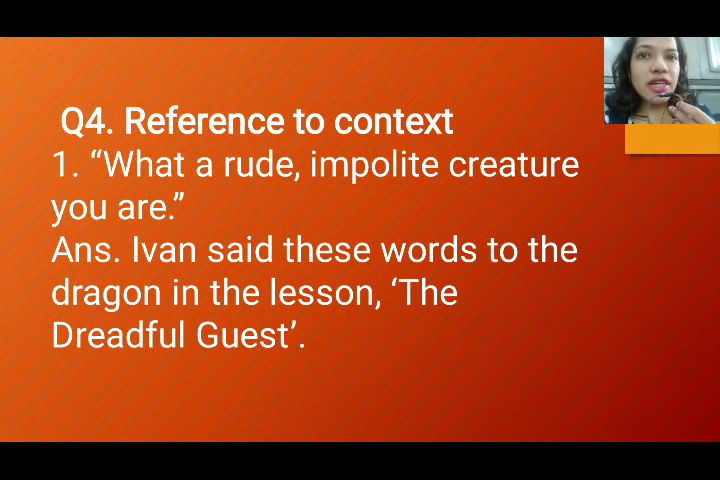 Q4. Reference to context
1. “What a rude, impolite creature
you are.”
Ans. Ivan said these words to the
dragon in the lesson, ‘The
Dreadful Guest’.